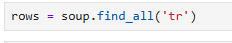 rows = soup.find_all('tr')